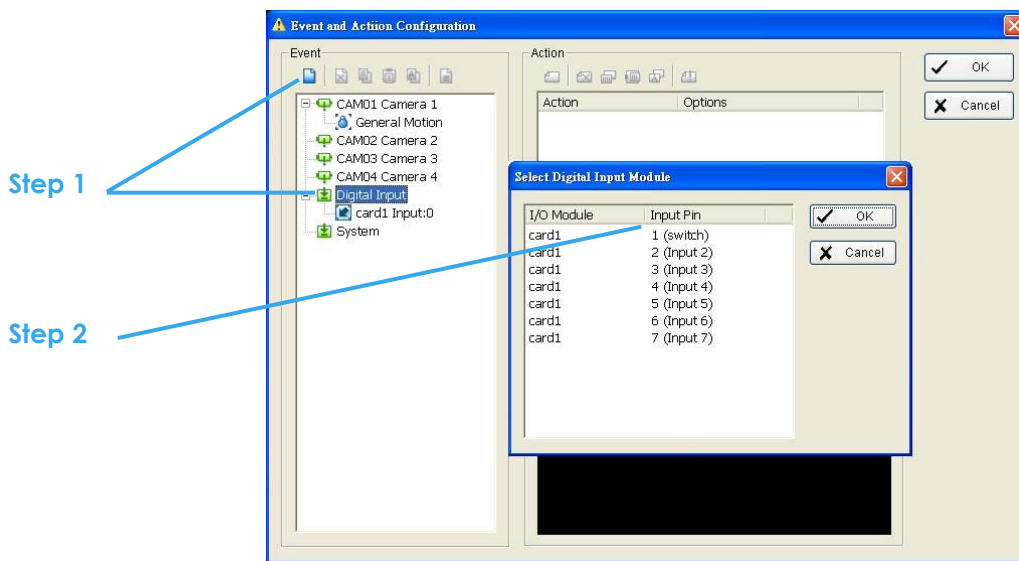 Event and Actiion Configuration
Event
Action
OK
Cancel
CAM01 Camera 1
General Motion
CAM02 Camera 2
CAM03 Camera 3
CAM04 Camera 4
Digital Input
card1 Input:0
System
Action Options
Step 1
Step 2
Select Digital Input Module
I/O Module Input Pin
card1 1 (switch)
card1 2 (Input 2)
card1 3 (Input 3)
card1 4 (Input 4)
card1 5 (Input 5)
card1 6 (Input 6)
card1 7 (Input 7)
OK
Cancel